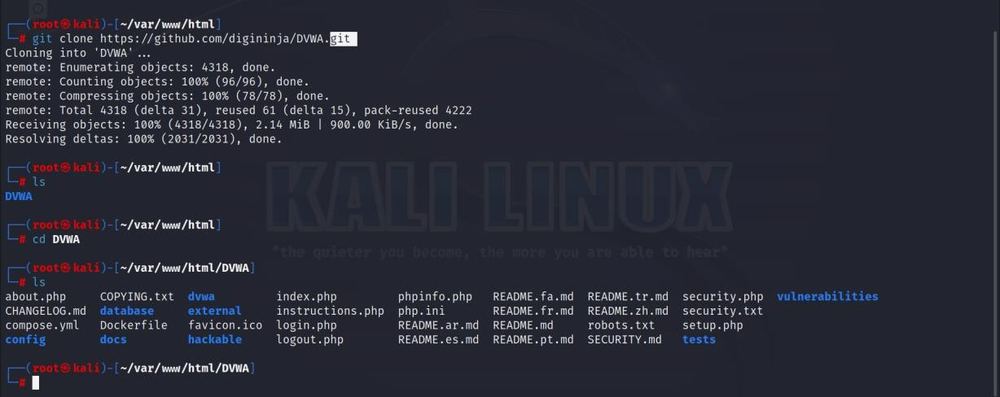 ┌──(root㉿kali)-[~/var/www/html]
└─# git clone https://github.com/digininja/DVWA.git
Cloning into 'DVWA'...
remote: Enumerating objects: 4318, done.
remote: Counting objects: 100% (96/96), done.
remote: Compressing objects: 100% (78/78), done.
remote: Total 4318 (delta 31), reused 61 (delta 15), pack-reused 4222
Receiving objects: 100% (4318/4318), 2.14 MiB | 900.00 KiB/s, done.
Resolving deltas: 100% (2031/2031), done.
┌──(root㉿kali)-[~/var/www/html]
└─# ls
DVWA
┌──(root㉿kali)-[~/var/www/html]
└─# cd DVWA
┌──(root㉿kali)-[~/var/www/html/DVWA]
└─# ls
about.php COPYING.txt dvwa index.php phpinfo.php README.fa.md README.tr.md security.php vulnerabilities
CHANGELOG.md database external instructions.php php.ini README.fr.md README.zh.md security.txt
compose.yml Dockerfile favicon.ico login.php README.ar.md README.md robots.txt setup.php
config docs hackable logout.php README.es.md README.pt.md SECURITY.md tests
┌──(root㉿kali)-[~/var/www/html/DVWA]
└─#
KALI LINUX
"the quieter you become, the more you are able to hear"